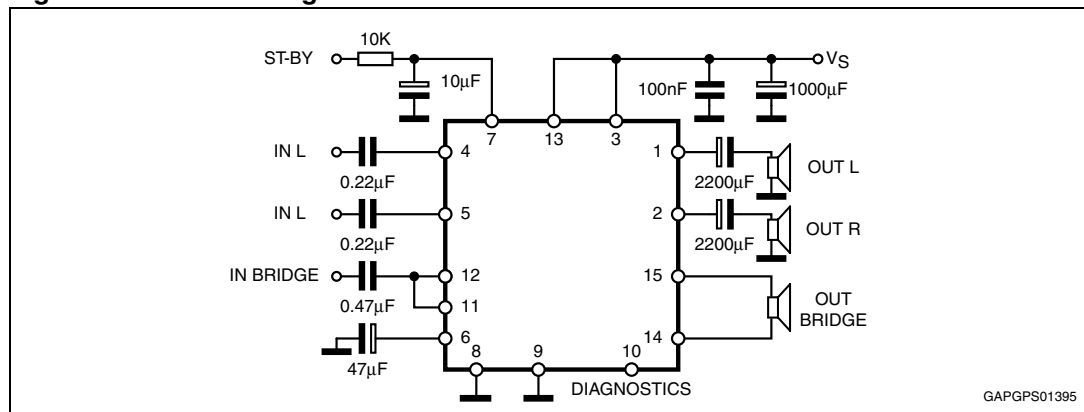 10K
ST-BY
VS
10µF
100nF
1000µF
7
13
3
IN L
4
1
OUT L
0.22µF
2200µF
IN L
5
2
OUT R
0.22µF
2200µF
IN BRIDGE
12
15
0.47µF
11
OUT
BRIDGE
6
14
47µF
8
9
10
DIAGNOSTICS
GAPGPS01395